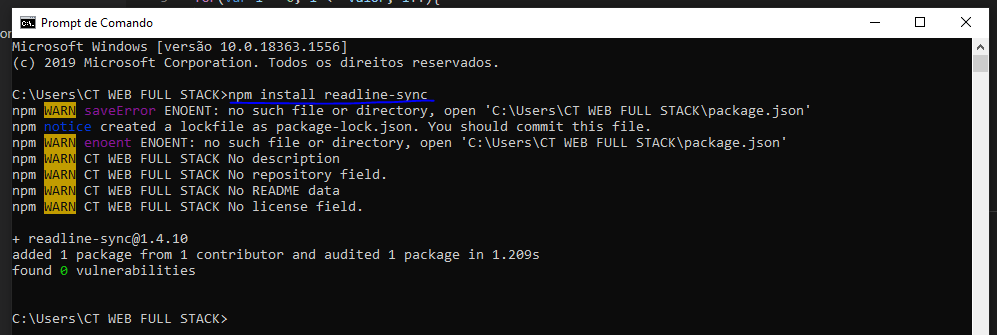 Prompt de Comando
Microsoft Windows [versão 10.0.18363.1556]
(c) 2019 Microsoft Corporation. Todos os direitos reservados.
C:\Users\CT WEB FULL STACK>npm install readline-sync
npm WARN saveError ENOENT: no such file or directory, open 'C:\Users\CT WEB FULL STACK\package.json'
npm notice created a lockfile as package-lock.json. You should commit this file.
npm WARN enoent ENOENT: no such file or directory, open 'C:\Users\CT WEB FULL STACK\package.json'
npm WARN CT WEB FULL STACK No description
npm WARN CT WEB FULL STACK No repository field.
npm WARN CT WEB FULL STACK No README data
npm WARN CT WEB FULL STACK No license field.
+ readline-sync@1.4.10
added 1 package from 1 contributor and audited 1 package in 1.209s
found 0 vulnerabilities
C:\Users\CT WEB FULL STACK>